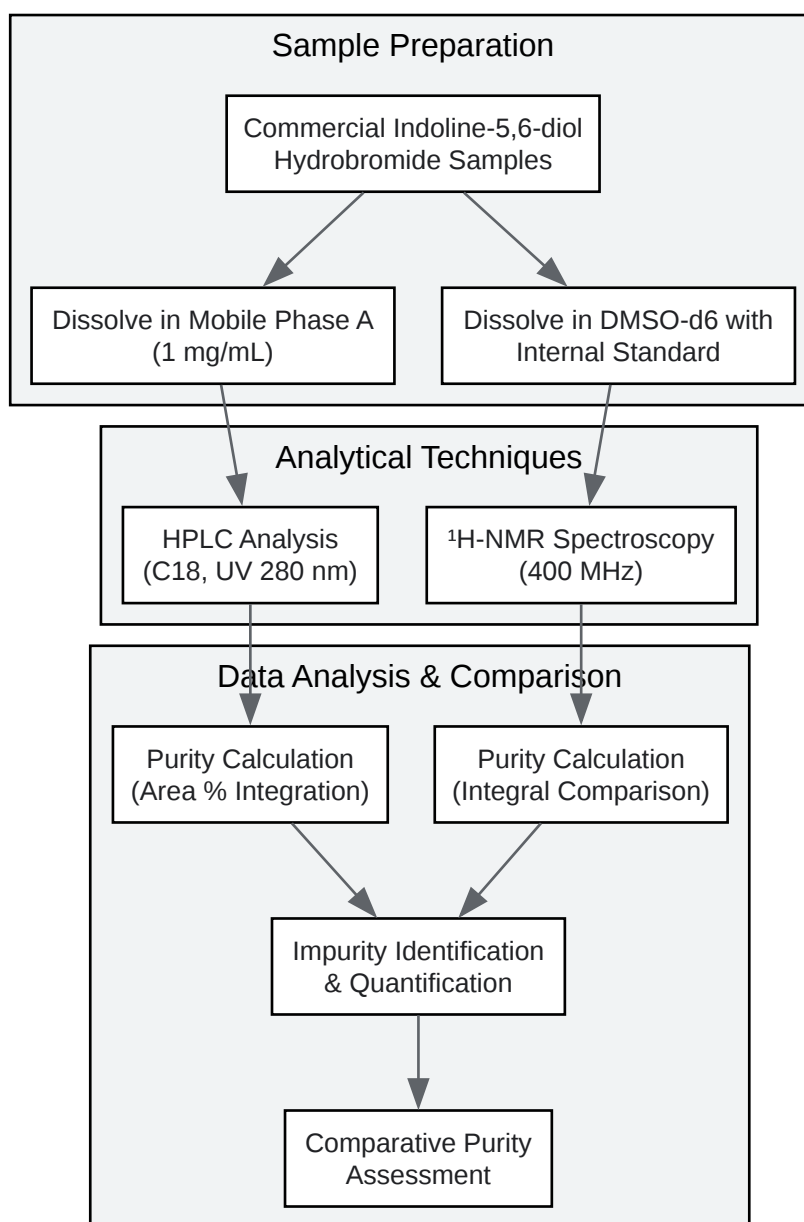 Sample Preparation
Commercial Indoline-5,6-diol
Hydrobromide Samples
Dissolve in Mobile Phase A
(1 mg/mL)
Dissolve in DMSO-d6 with
Internal Standard
Analytical Techniques
HPLC Analysis
(C18, UV 280 nm)
¹H-NMR Spectroscopy
(400 MHz)
Data Analysis & Comparison
Purity Calculation
(Area % Integration)
Purity Calculation
(Integral Comparison)
Impurity Identification
& Quantification
Comparative Purity
Assessment